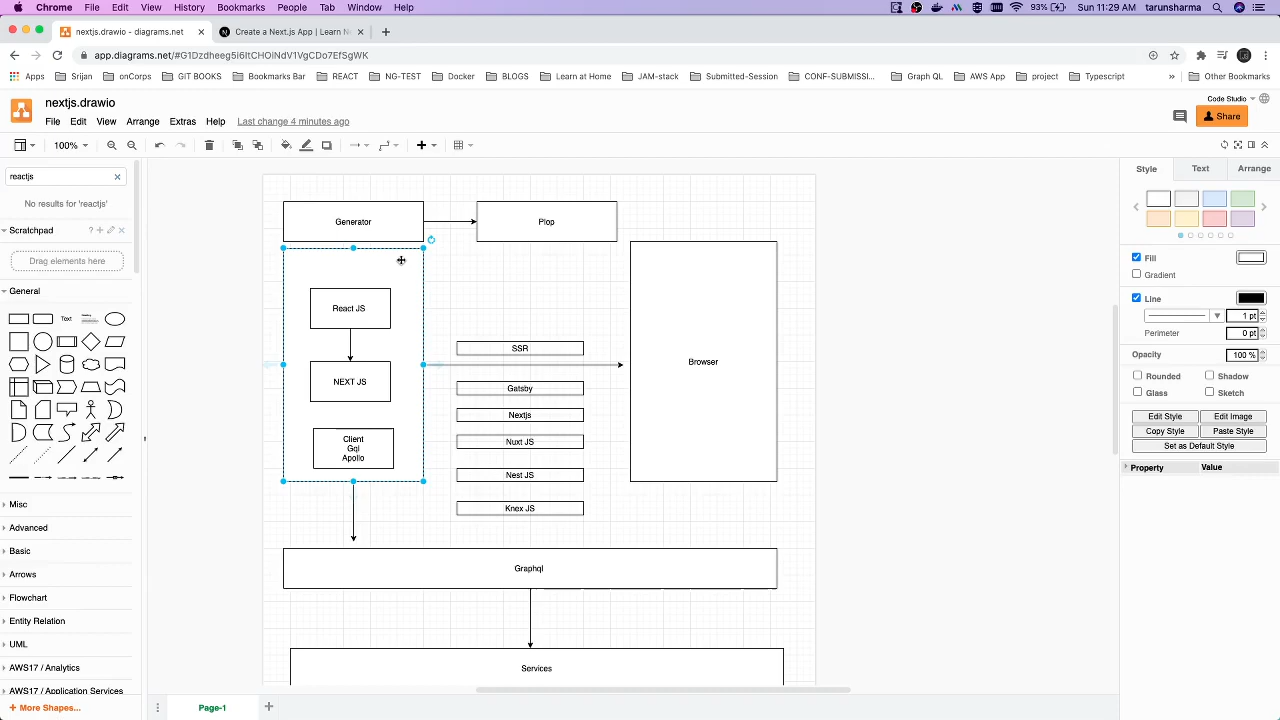 Chrome File Edit View History Bookmarks People Tab Window Help 93% Sun 11:29 AM tarunsharma
nextjs.drawio - diagrams.net Create a Next.js App | Learn N
app.diagrams.net/#G1Dzdheeg5I6ItCHOiNdV1VgCDo7EfSgWK
Apps Srijan onCorps GIT BOOKS Bookmarks Bar REACT NG-TEST Docker BLOGS Learn at Home JAM-stack Submitted-Session CONF-SUBMISSI... Graph QL AWS App project Typescript » Other Bookmarks
nextjs.drawio
Code Studio
File Edit View Arrange Extras Help Last change 4 minutes ago
Share
100%
reactjs
No results for 'reactjs'
Scratchpad
Drag elements here
General
Text
Misc
Advanced
Basic
Arrows
Flowchart
Entity Relation
UML
AWS17 / Analytics
AWS17 / Application Services
+ More Shapes...
Generator
Plop
React JS
NEXT JS
Client
Gql
Apollo
SSR
Gatsby
Nextjs
Nuxt JS
Nest JS
Knex JS
Browser
Graphql
Services
Page-1
Style Text Arrange
Fill
Gradient
Line
1 pt
Perimeter 0 pt
Opacity 100 %
Rounded Shadow
Glass Sketch
Edit Style Edit Image
Copy Style Paste Style
Set as Default Style
Property Value